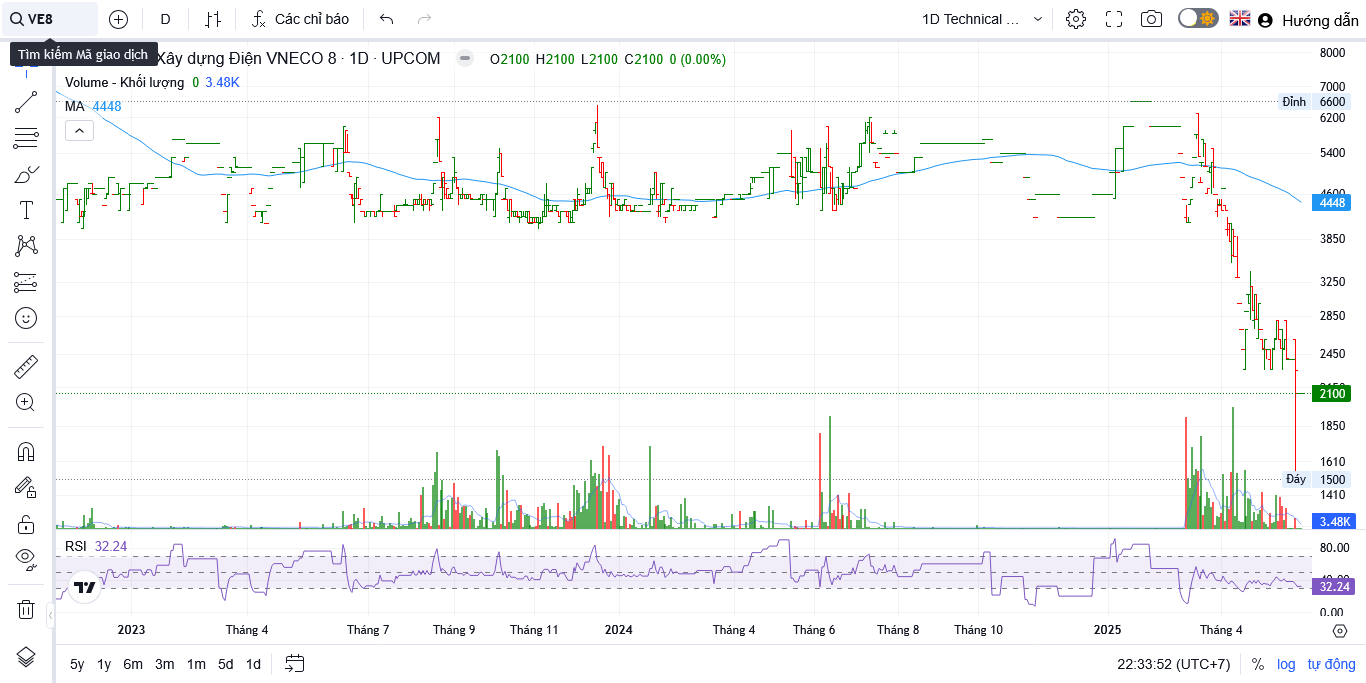 VE8
D
Các chỉ báo
1D Technical ...
Hướng dẫn
Tìm kiếm Mã giao dịch
Xây dựng Điện VNECO 8 · 1D · UPCOM
O2100 H2100 L2100 C2100 0 (0.00%)
Volume - Khối lượng 0 3.48K
MA 4448
8000
7000
Đỉnh 6600
6200
5400
4600
4448
3850
3250
2850
2450
2150
2100
1850
1610
Đáy 1500
1410
3.48K
RSI 32.24
80.00
40.00
32.24
0.00
2023 Tháng 4 Tháng 7 Tháng 9 Tháng 11 2024 Tháng 4 Tháng 6 Tháng 8 Tháng 10 2025 Tháng 4
5y 1y 6m 3m 1m 5d 1d
22:33:52 (UTC+7) % log tự động